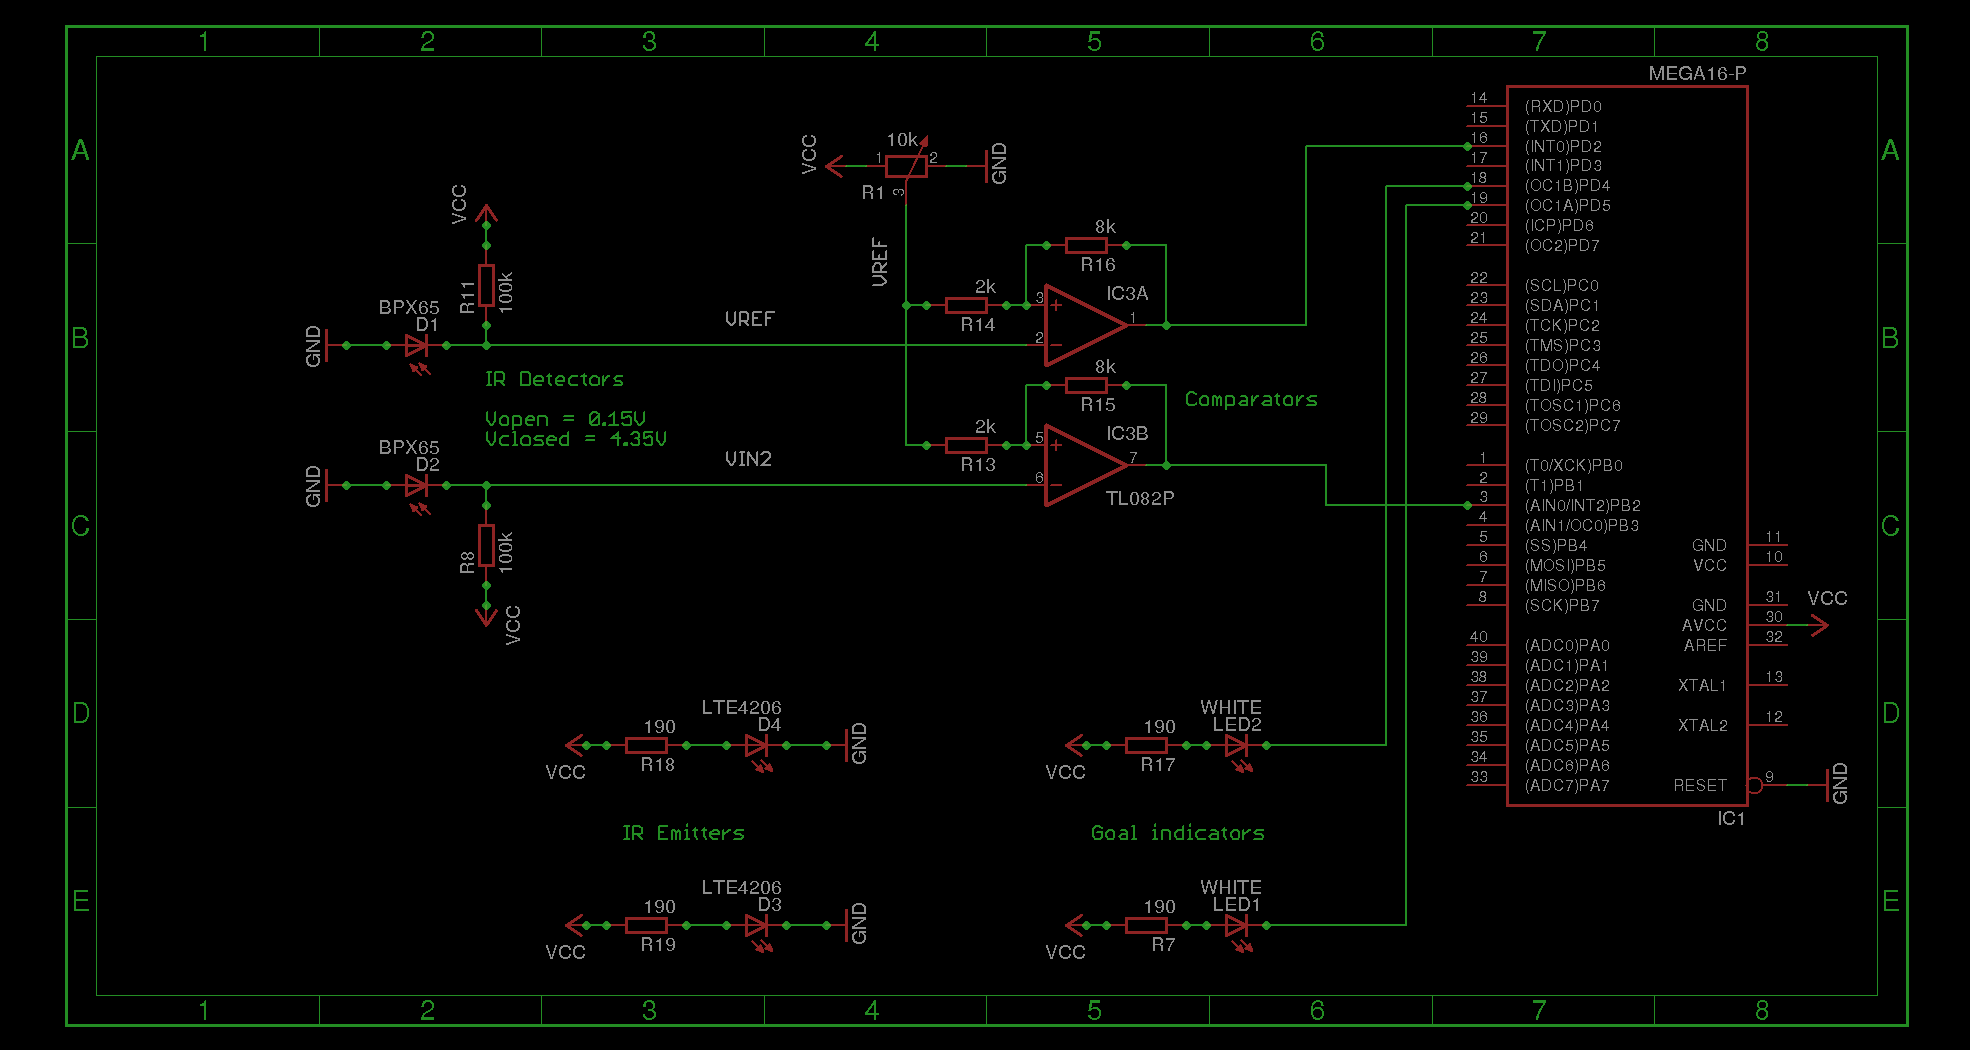 1 2 3 4 5 6 7 8
MEGA16-P
A A
B B
C C
D D
E E
VCC
10k
1 2
R1
3
GND
VREF
VCC
R11
100k
BPX65
D1
GND
VREF
IR Detectors
Vopen = 0.15V
Vclosed = 4.35V
BPX65
D2
GND
VIN2
R8
100k
VCC
8k
R16
2k
R14
3 +
2 -
1
IC3A
8k
R15
2k
R13
5 +
6 -
7
IC3B
TL082P
Comparators
14 (RXD)PD0
15 (TXD)PD1
16 (INT0)PD2
17 (INT1)PD3
18 (OC1B)PD4
19 (OC1A)PD5
20 (ICP)PD6
21 (OC2)PD7
22 (SCL)PC0
23 (SDA)PC1
24 (TCK)PC2
25 (TMS)PC3
26 (TDO)PC4
27 (TDI)PC5
28 (TOSC1)PC6
29 (TOSC2)PC7
1 (T0/XCK)PB0
2 (T1)PB1
3 (AIN0/INT2)PB2
4 (AIN1/OC0)PB3
5 (SS)PB4
6 (MOSI)PB5
7 (MISO)PB6
8 (SCK)PB7
40 (ADC0)PA0
39 (ADC1)PA1
38 (ADC2)PA2
37 (ADC3)PA3
36 (ADC4)PA4
35 (ADC5)PA5
34 (ADC6)PA6
33 (ADC7)PA7
GND 11
VCC 10
GND 31
AVCC 30
VCC
AREF 32
XTAL1 13
XTAL2 12
RESET 9
GND
IC1
VCC
190
R18
LTE4206
D4
GND
IR Emitters
VCC
190
R19
LTE4206
D3
GND
VCC
190
R17
WHITE
LED2
Goal indicators
VCC
190
R7
WHITE
LED1
1 2 3 4 5 6 7 8